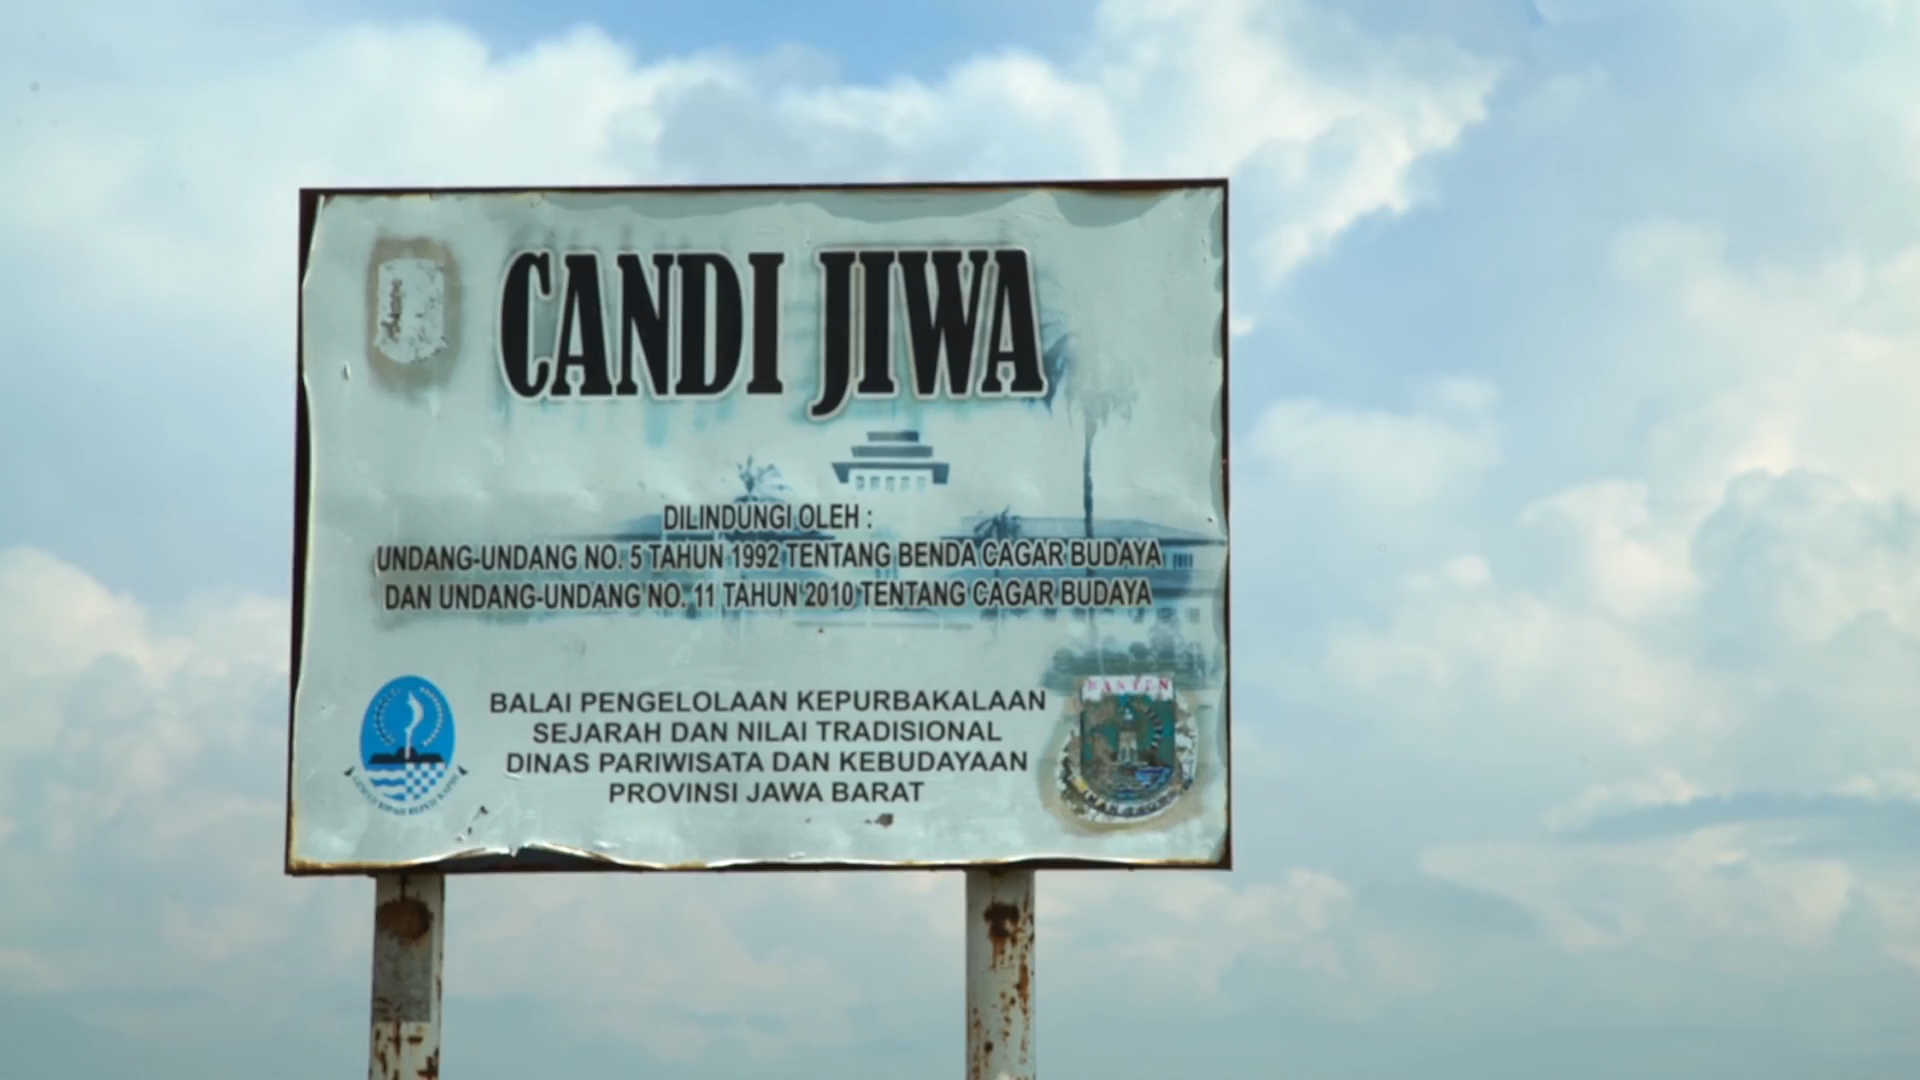 CANDI JIWA
DILINDUNGI OLEH :
UNDANG-UNDANG NO. 5 TAHUN 1992 TENTANG BENDA CAGAR BUDAYA
DAN UNDANG-UNDANG NO. 11 TAHUN 2010 TENTANG CAGAR BUDAYA
BALAI PENGELOLAAN KEPURBAKALAAN
SEJARAH DAN NILAI TRADISIONAL
DINAS PARIWISATA DAN KEBUDAYAAN
PROVINSI JAWA BARAT
BANTEN